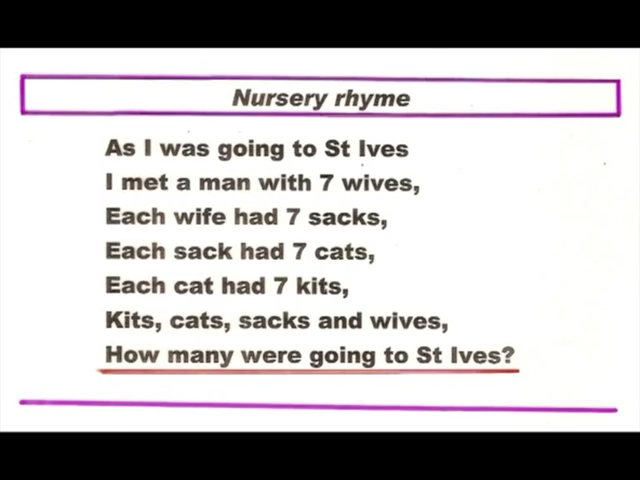 Nursery rhyme
As I was going to St Ives
I met a man with 7 wives,
Each wife had 7 sacks,
Each sack had 7 cats,
Each cat had 7 kits,
Kits, cats, sacks and wives,
How many were going to St Ives?